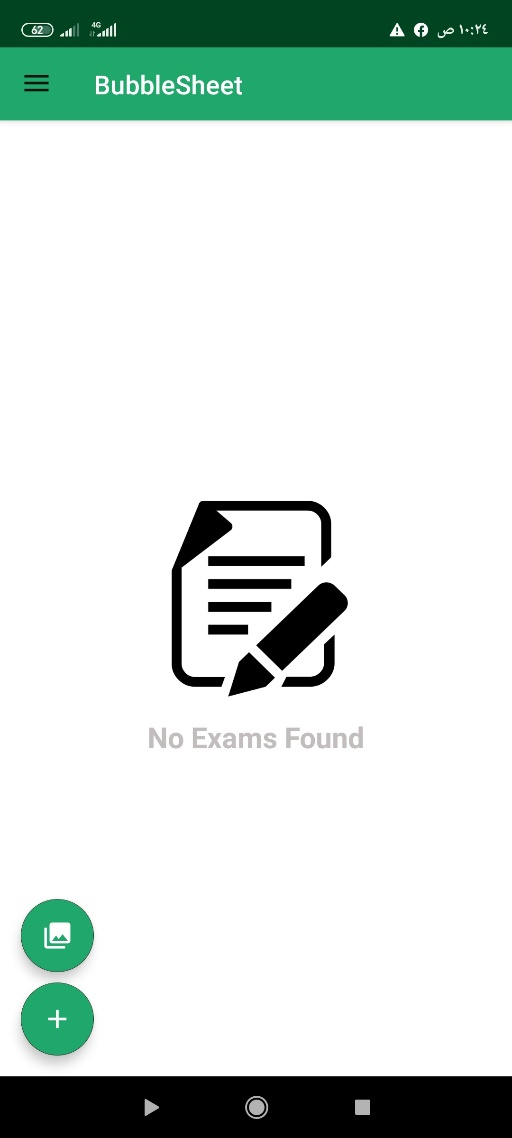 62 4G ١٠:٢٤ ص
BubbleSheet
No Exams Found